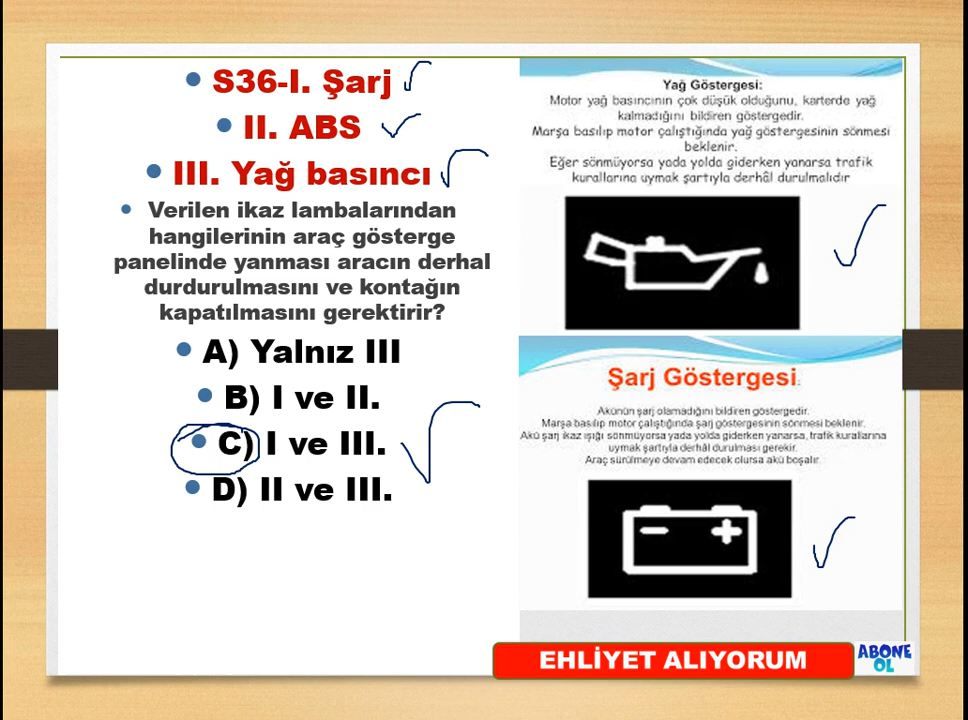 S36-I. Şarj
II. ABS
III. Yağ basıncı
Verilen ikaz lambalarından
hangilerinin araç gösterge
panelinde yanması aracın derhal
durdurulmasını ve kontağın
kapatılmasını gerektirir?
A) Yalnız III
B) I ve II.
C) I ve III.
D) II ve III.
Yağ Göstergesi:
Motor yağ basıncının çok düşük olduğunu, karterde yağ
kalmadığını bildiren göstergedir.
Marşa basılıp motor çalıştığında yağ göstergesinin sönmesi
beklenir.
Eğer sönmüyorsa yada yolda giderken yanarsa trafik
kurallarına uymak şartıyla derhâl durulmalıdır
Şarj Göstergesi.
Akünün şarj olamadığını bildiren göstergedir.
Marşa basılıp motor çalıştığında şarj göstergesinin sönmesi beklenir.
Akü şarj ikaz ışığı sönmüyorsa yada yolda giderken yanarsa, trafik kurallarına
uymak şartıyla derhâl durulması gerekir.
Araç sürülmeye devam edecek olursa akü boşalır.
EHLİYET ALIYORUM
ABONE
OL